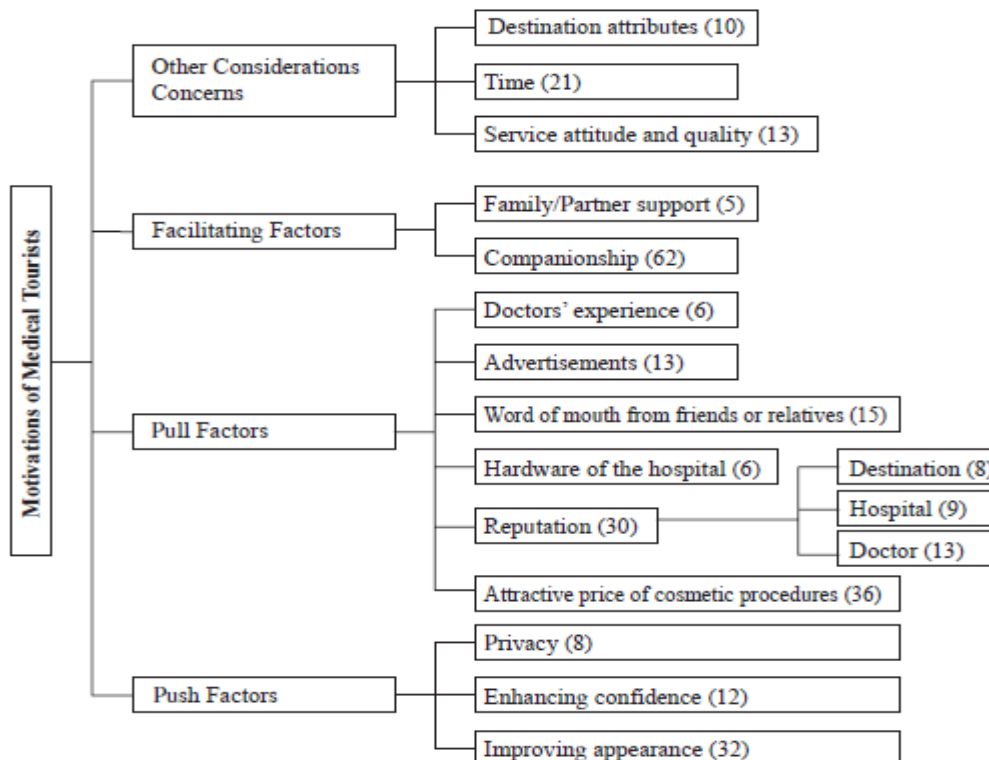 Motivations of Medical Tourists
Other Considerations
Concerns
Destination attributes (10)
Time (21)
Service attitude and quality (13)
Facilitating Factors
Family/Partner support (5)
Companionship (62)
Pull Factors
Doctors’ experience (6)
Advertisements (13)
Word of mouth from friends or relatives (15)
Hardware of the hospital (6)
Reputation (30)
Destination (8)
Hospital (9)
Doctor (13)
Attractive price of cosmetic procedures (36)
Push Factors
Privacy (8)
Enhancing confidence (12)
Improving appearance (32)